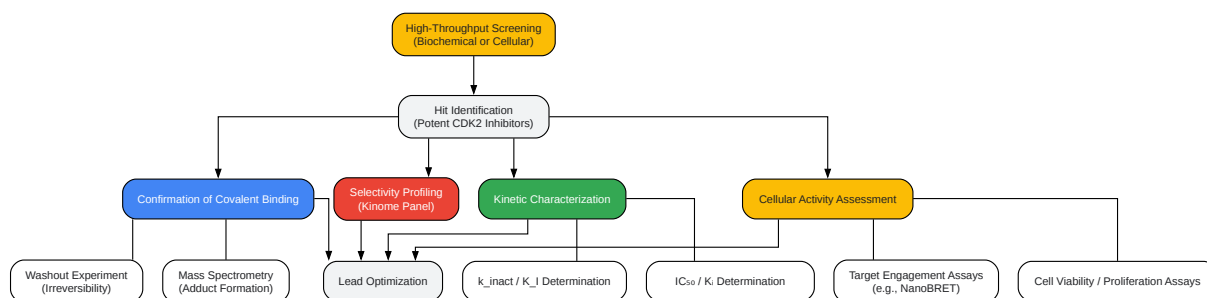 High-Throughput Screening
(Biochemical or Cellular)
Hit Identification
(Potent CDK2 Inhibitors)
Confirmation of Covalent Binding
Selectivity Profiling
(Kinome Panel)
Kinetic Characterization
Cellular Activity Assessment
Washout Experiment
(Irreversibility)
Mass Spectrometry
(Adduct Formation)
Lead Optimization
k_inact / K_I Determination
IC₅₀ / Kᵢ Determination
Target Engagement Assays
(e.g., NanoBRET)
Cell Viability / Proliferation Assays